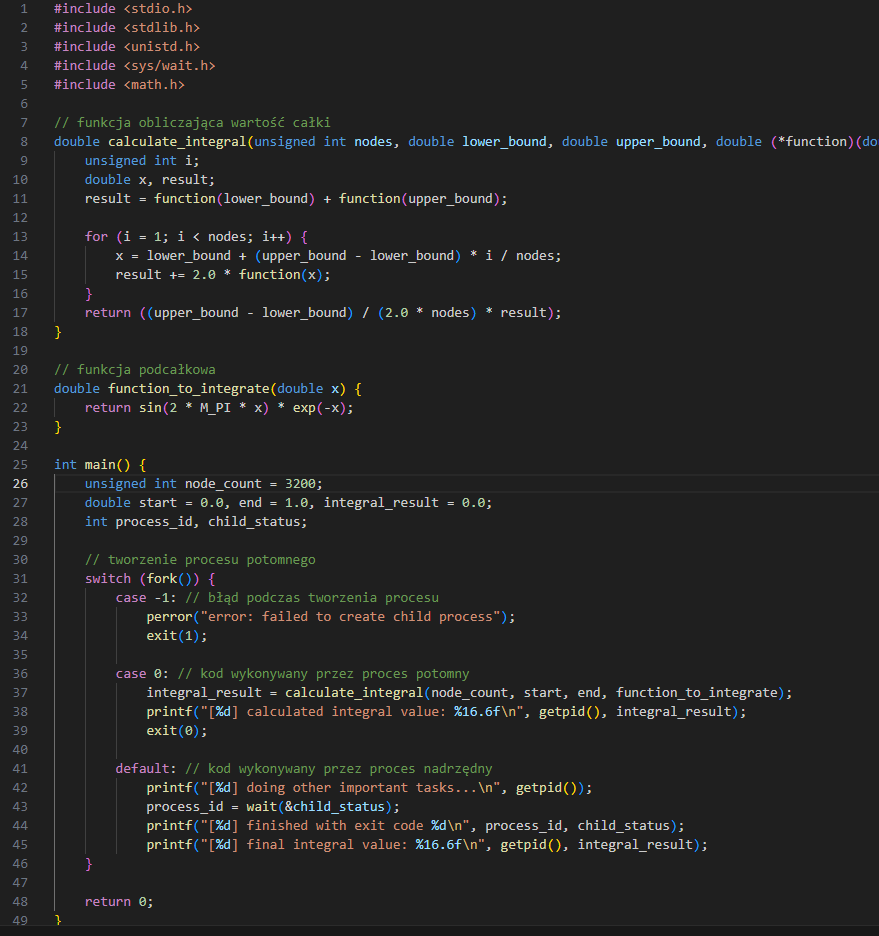 1 #include <stdio.h>
2 #include <stdlib.h>
3 #include <unistd.h>
4 #include <sys/wait.h>
5 #include <math.h>
6
7 // funkcja obliczająca wartość całki
8 double calculate_integral(unsigned int nodes, double lower_bound, double upper_bound, double (*function)(do
9 unsigned int i;
10 double x, result;
11 result = function(lower_bound) + function(upper_bound);
12
13 for (i = 1; i < nodes; i++) {
14 x = lower_bound + (upper_bound - lower_bound) * i / nodes;
15 result += 2.0 * function(x);
16 }
17 return ((upper_bound - lower_bound) / (2.0 * nodes) * result);
18 }
19
20 // funkcja podcałkowa
21 double function_to_integrate(double x) {
22 return sin(2 * M_PI * x) * exp(-x);
23 }
24
25 int main() {
26 unsigned int node_count = 3200;
27 double start = 0.0, end = 1.0, integral_result = 0.0;
28 int process_id, child_status;
29
30 // tworzenie procesu potomnego
31 switch (fork()) {
32 case -1: // błąd podczas tworzenia procesu
33 perror("error: failed to create child process");
34 exit(1);
35
36 case 0: // kod wykonywany przez proces potomny
37 integral_result = calculate_integral(node_count, start, end, function_to_integrate);
38 printf("[%d] calculated integral value: %16.6f\n", getpid(), integral_result);
39 exit(0);
40
41 default: // kod wykonywany przez proces nadrzędny
42 printf("[%d] doing other important tasks...\n", getpid());
43 process_id = wait(&child_status);
44 printf("[%d] finished with exit code %d\n", process_id, child_status);
45 printf("[%d] final integral value: %16.6f\n", getpid(), integral_result);
46 }
47
48 return 0;
49 }